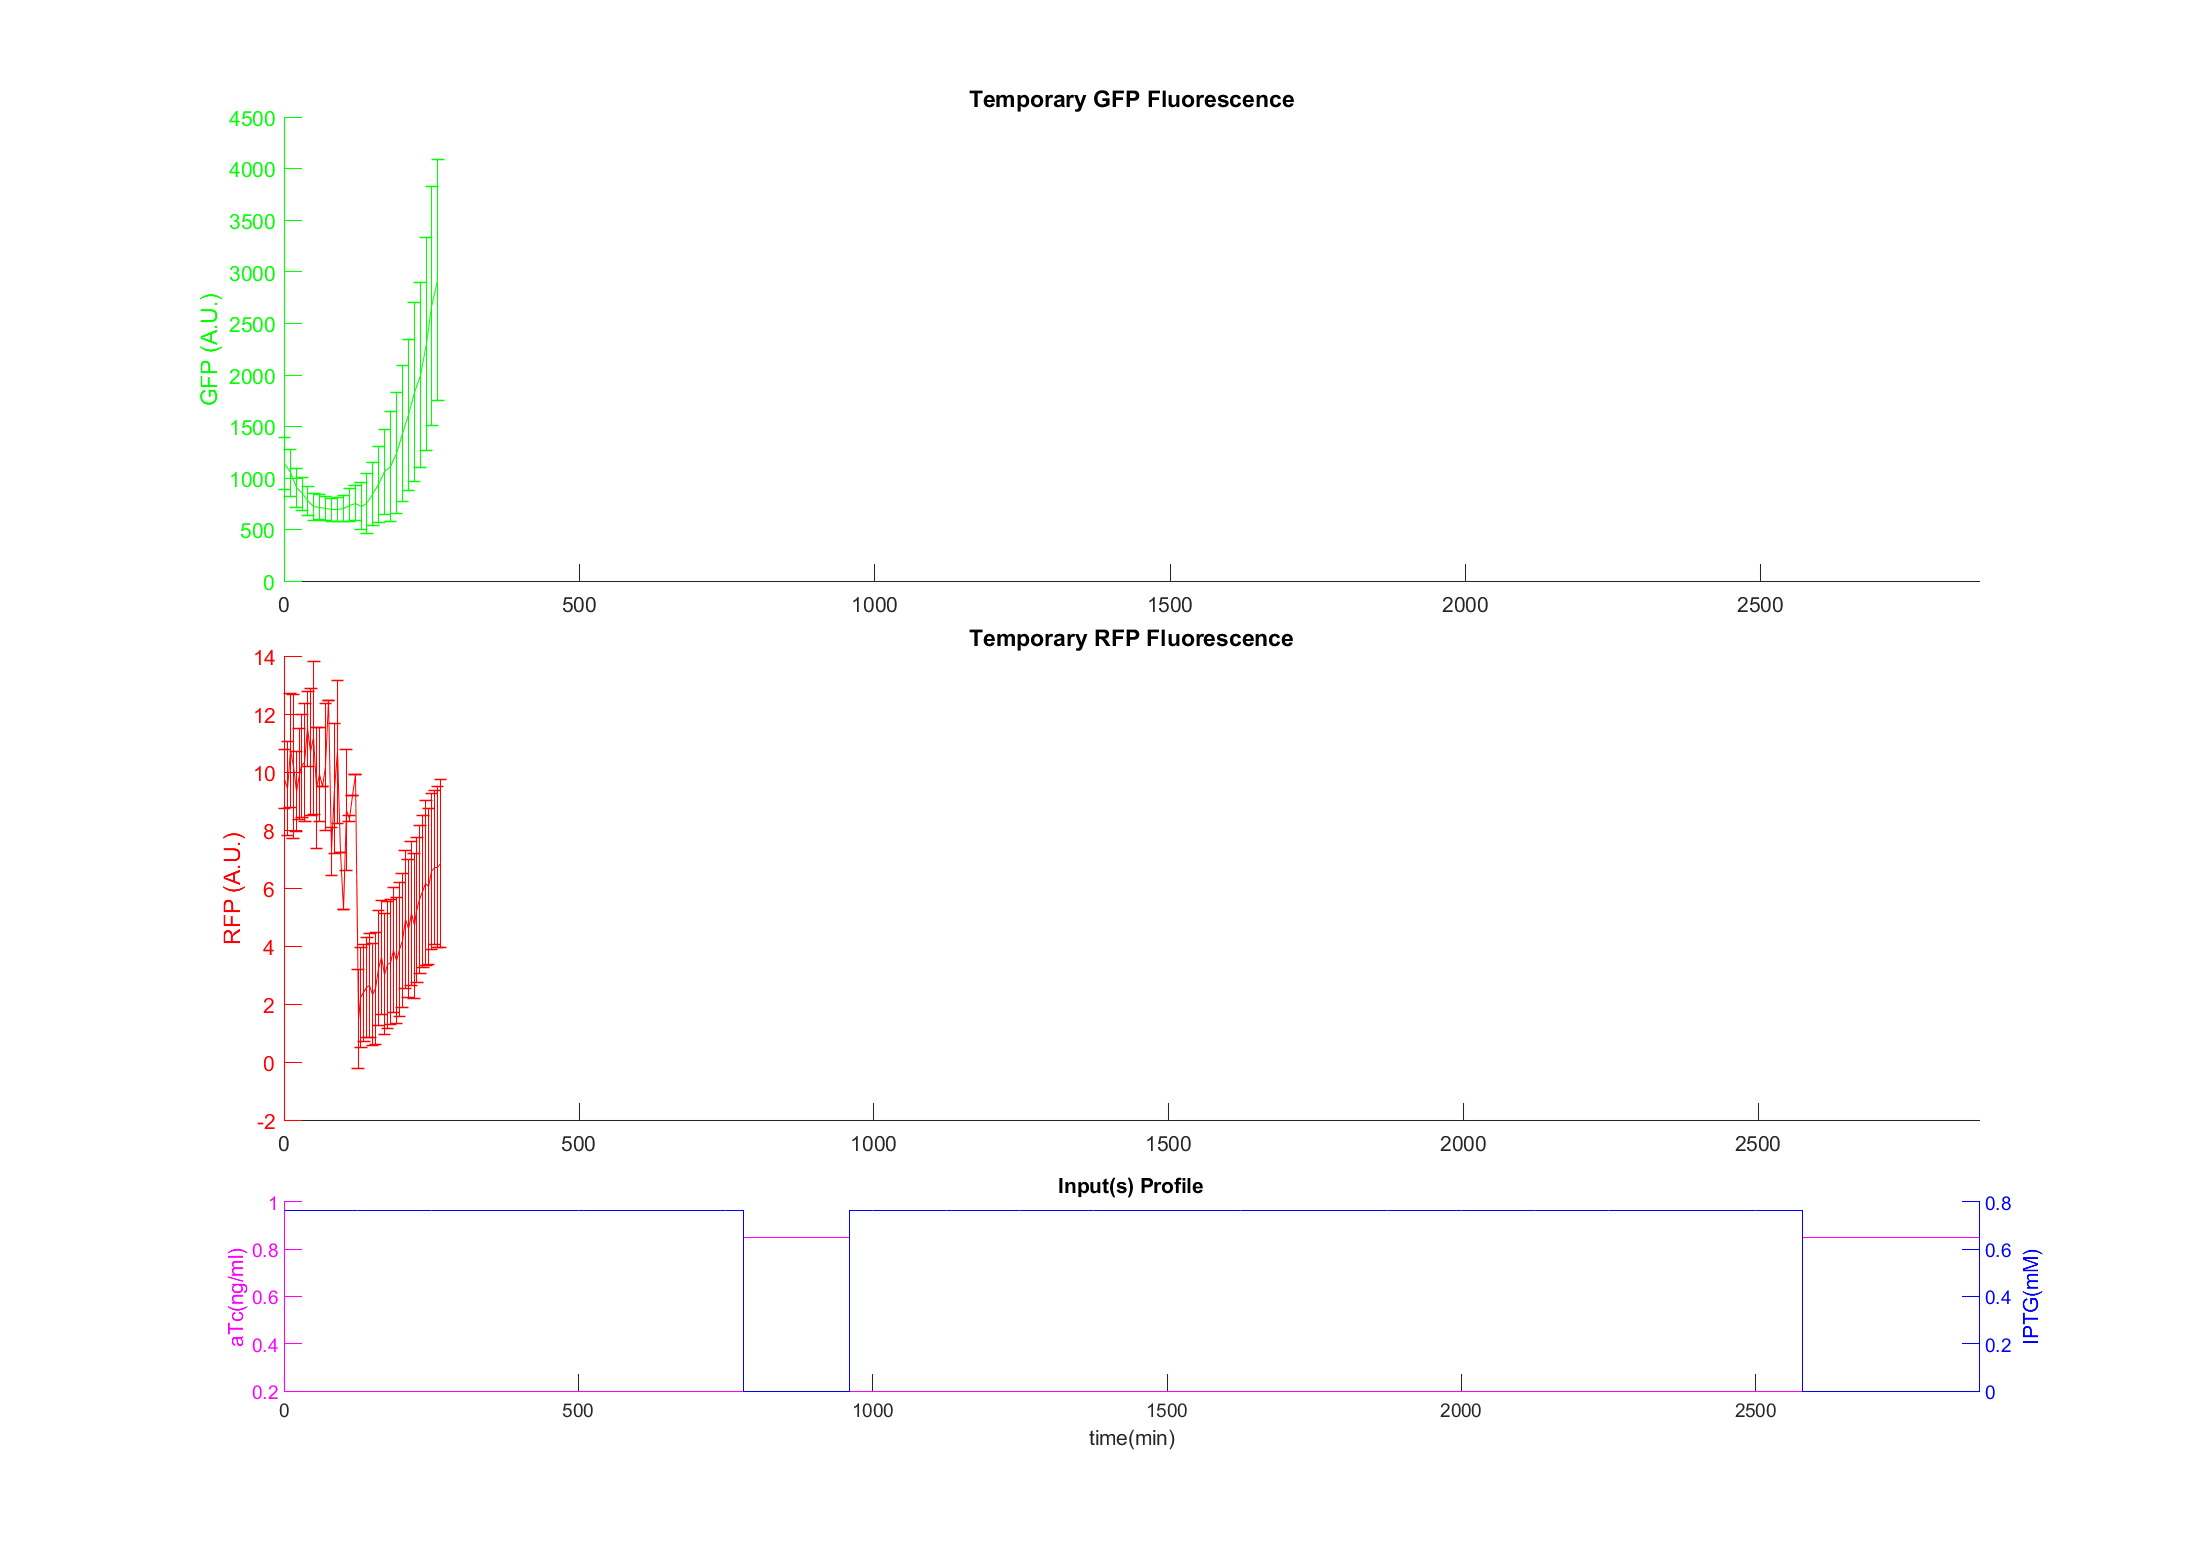 Temporary GFP Fluorescence
4500
4000
3500
3000
2500
2000
1500
1000
500
0
GFP (A.U.)
0 500 1000 1500 2000 2500
Temporary RFP Fluorescence
14
12
10
8
6
4
2
0
-2
RFP (A.U.)
0 500 1000 1500 2000 2500
Input(s) Profile
1
0.8
0.6
0.4
0.2
aTc(ng/ml)
0.8
0.6
0.4
0.2
0
IPTG(mM)
0 500 1000 1500 2000 2500
time(min)